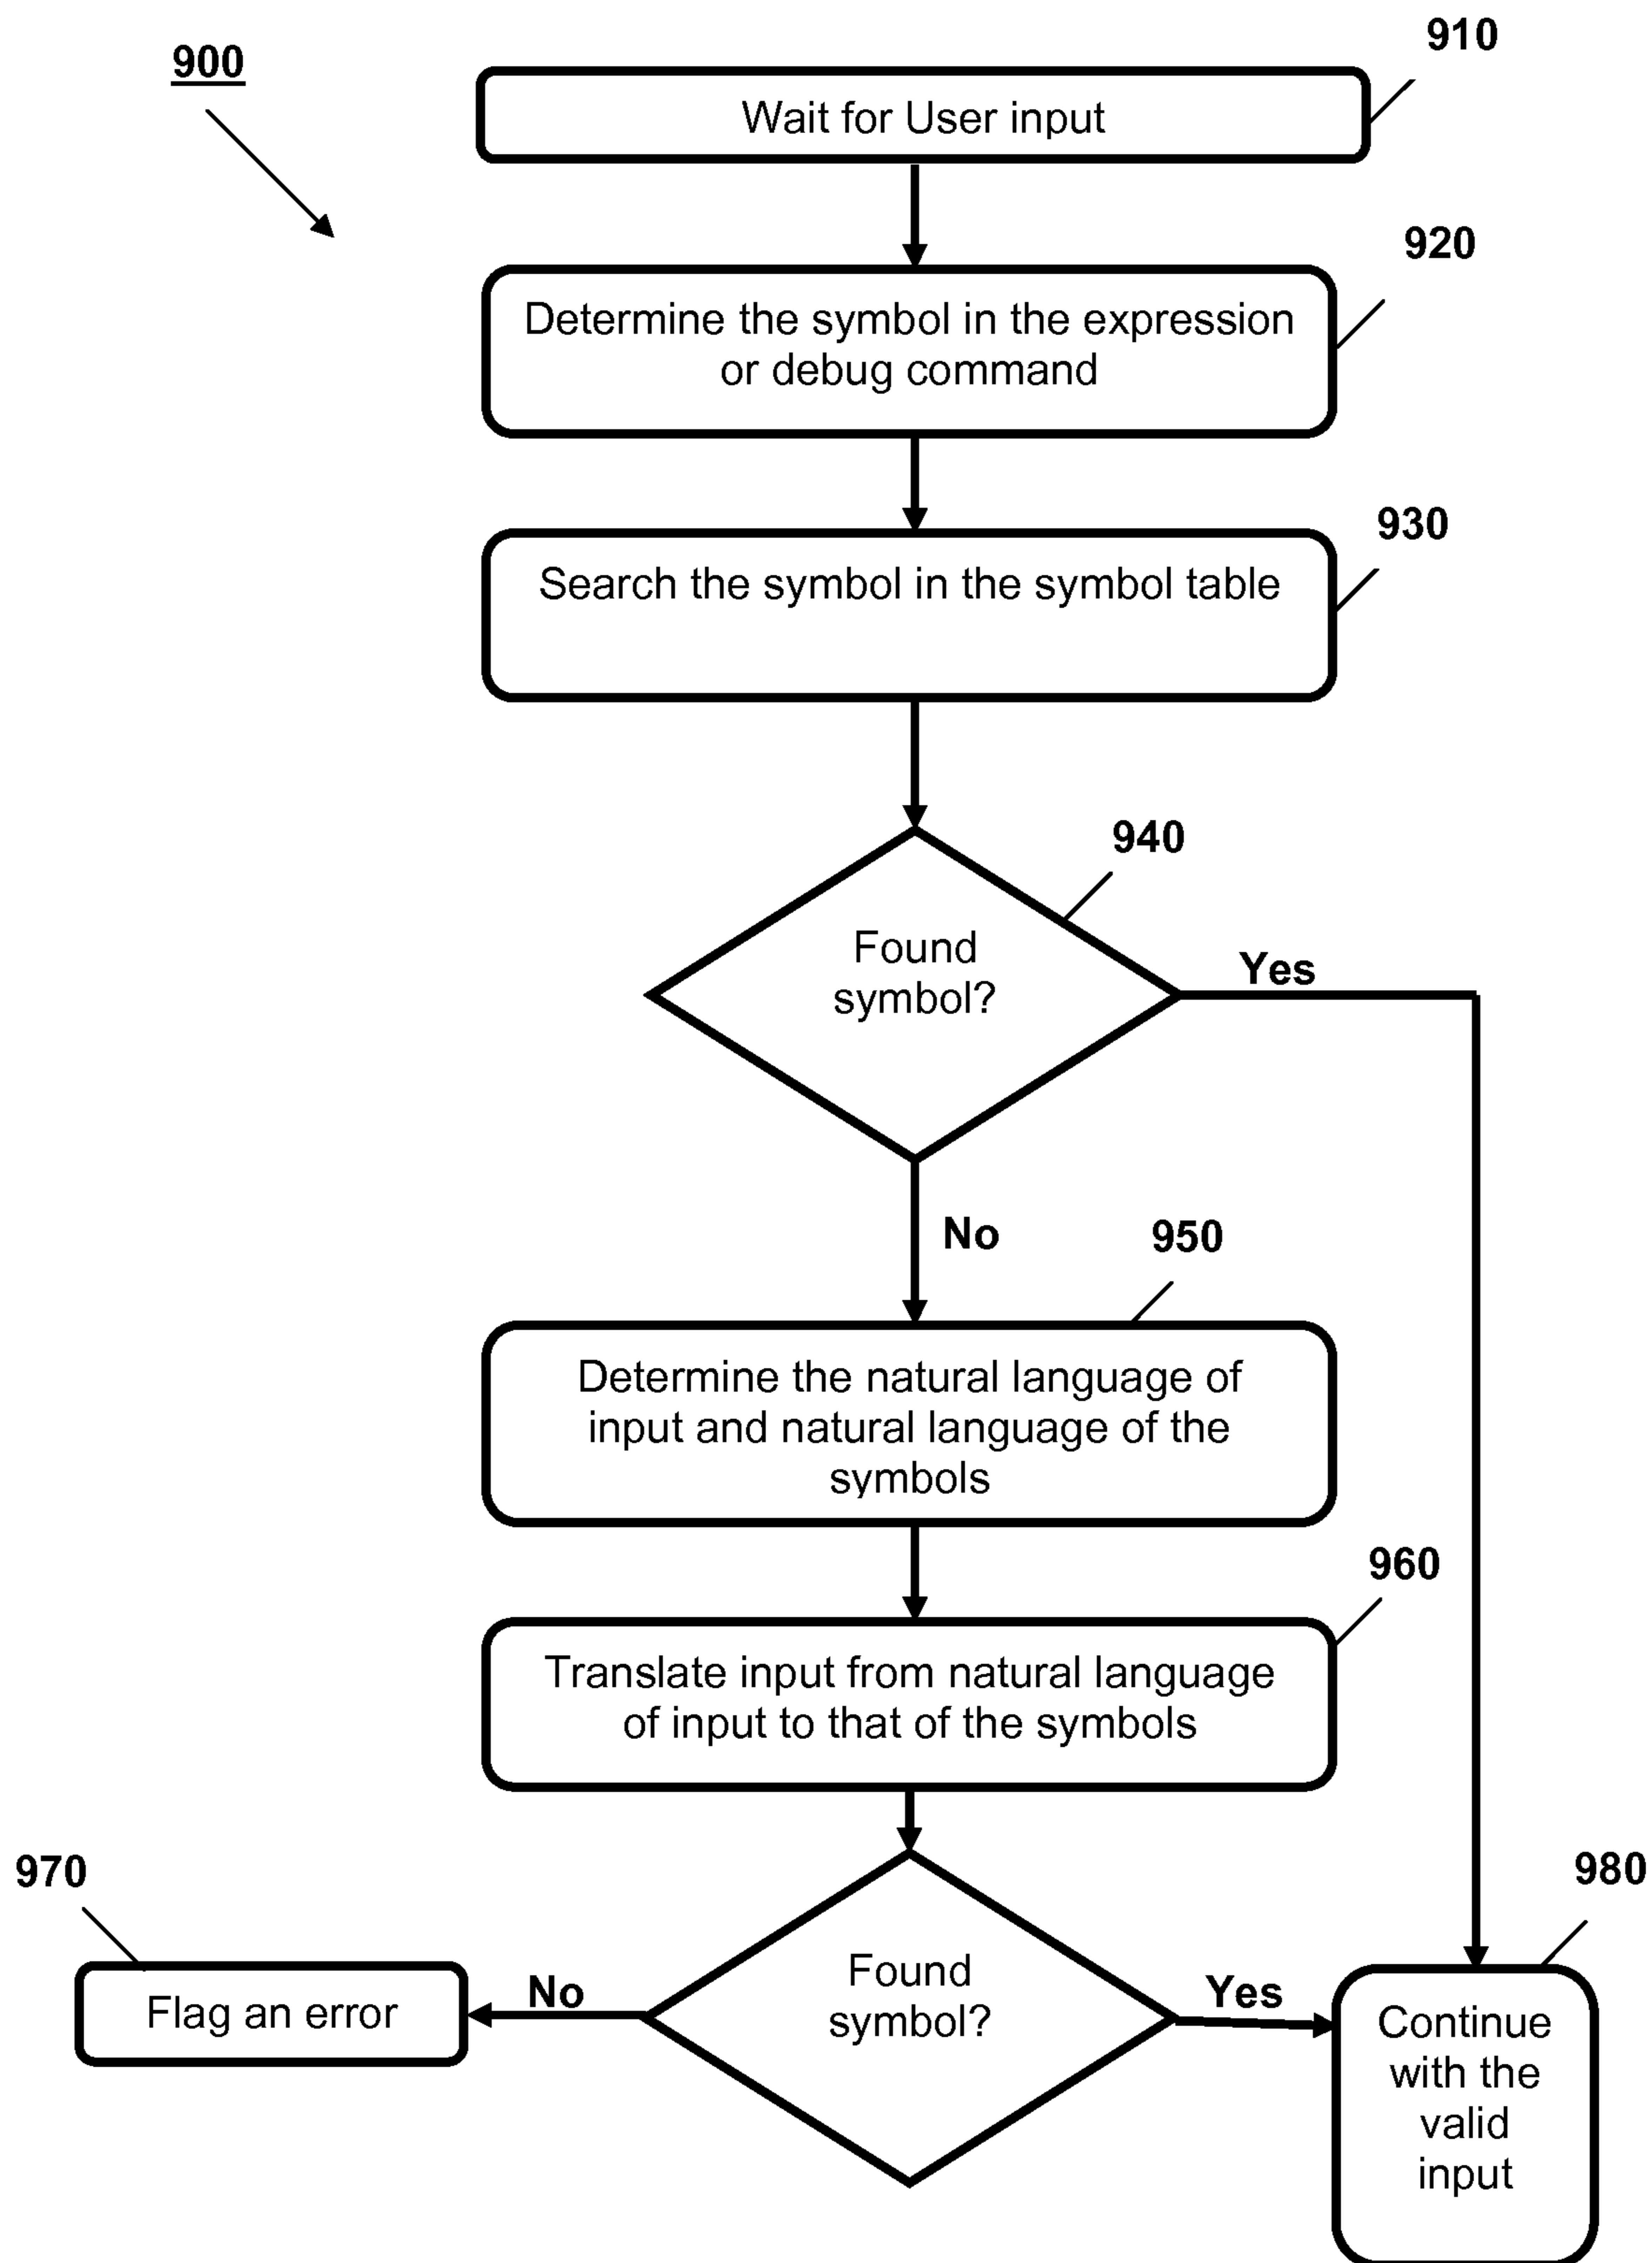 900
910
Wait for User input
920
Determine the symbol in the expression
or debug command
930
Search the symbol in the symbol table
940
Found
symbol?
Yes
No
950
Determine the natural language of
input and natural language of the
symbols
960
Translate input from natural language
of input to that of the symbols
970
Flag an error
No
Found
symbol?
Yes
980
Continue
with the
valid
input